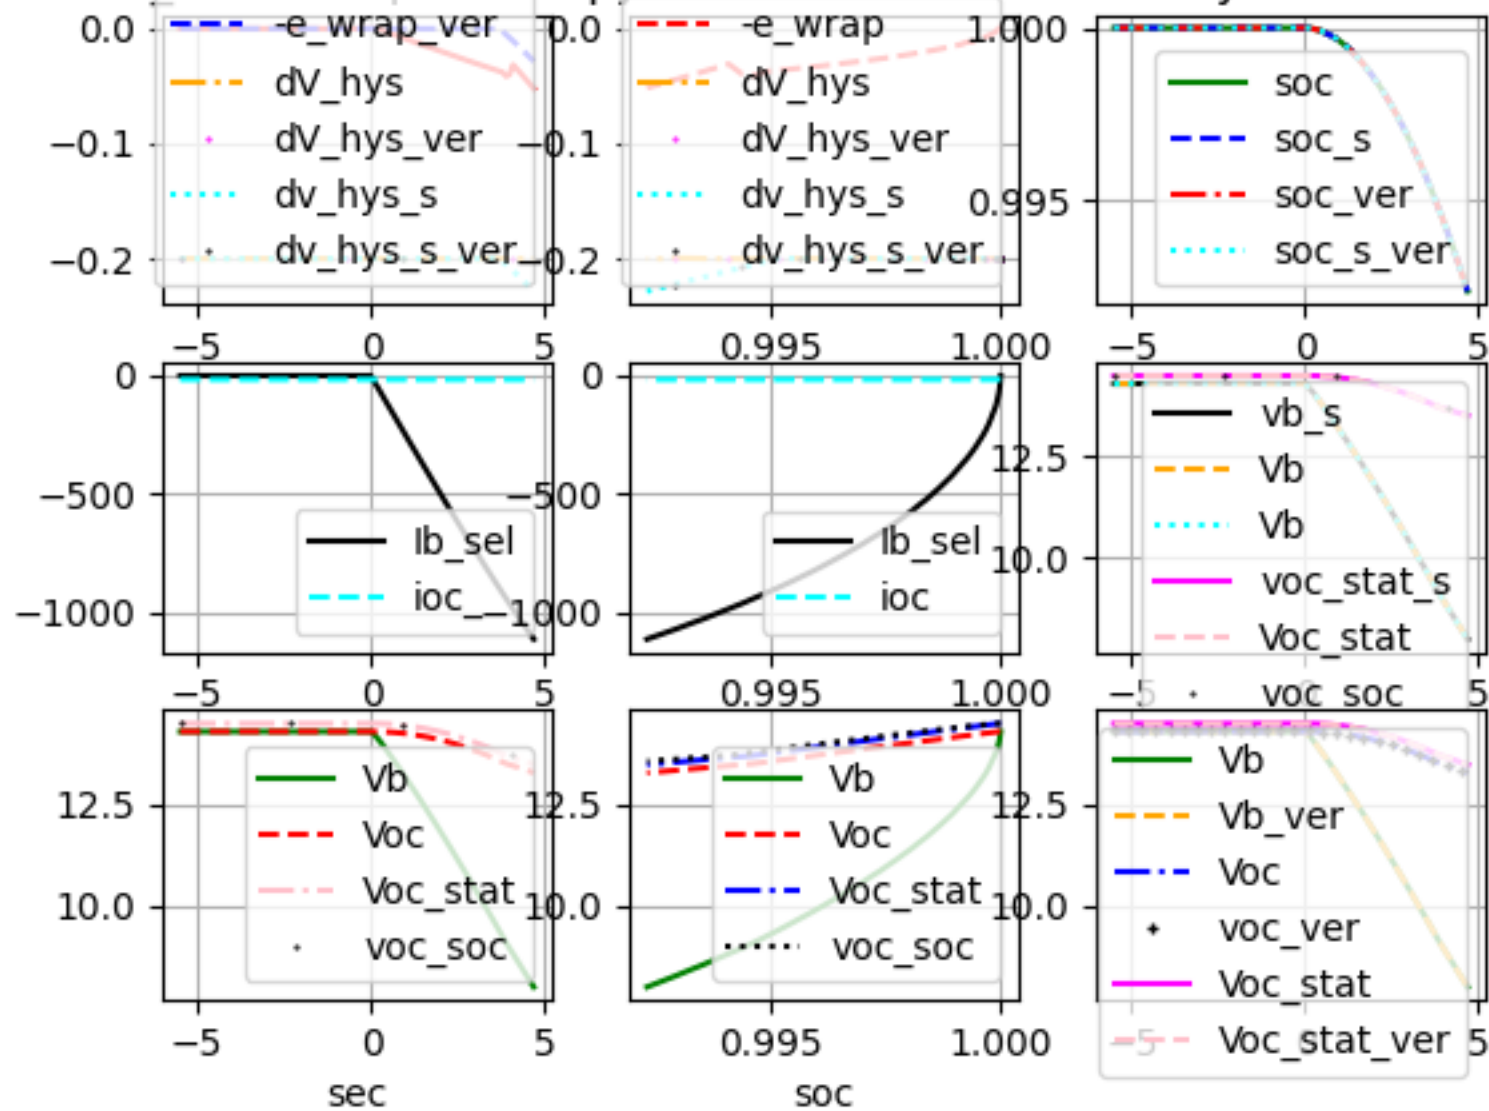 0.0
-e_wrap_ver
dV_hys
−0.1
dV_hys_ver
dv_hys_s
−0.2
dv_hys_s_ver
−5
0
5
0.0
-e_wrap
dV_hys
−0.1
dV_hys_ver
dv_hys_s
−0.2
dv_hys_s_ver
0.995
1.000
1.000
soc
soc_s
0.995
soc_ver
soc_s_ver
−5
0
5
0
−500
Ib_sel
ioc
−1000
−5
0
5
−500
Ib_sel
−1000
ioc
0.995
1.000
vb_s
12.5
Vb
Vb
10.0
voc_stat_s
Voc_stat
voc_soc
−5
5
Vb
12.5
Voc
Voc_stat
10.0
voc_soc
−5
0
5
sec
Vb
12.5
Voc
Voc_stat
10.0
voc_soc
0.995
1.000
soc
Vb
12.5
Vb_ver
Voc
10.0
voc_ver
Voc_stat
Voc_stat_ver
−5
5